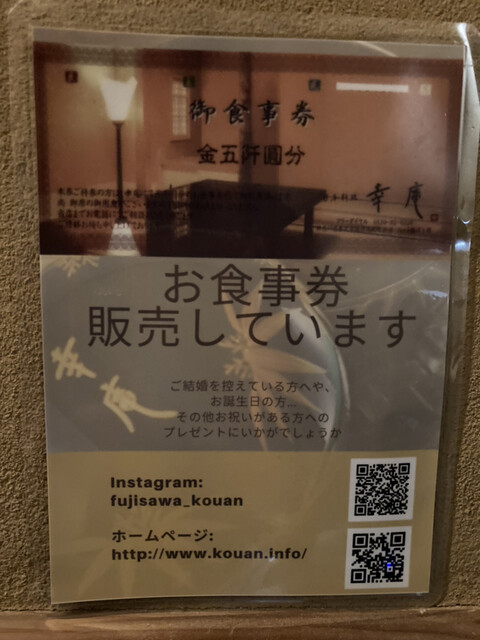 御食事券
金五阡圓分
幸庵
お食事券
販売しています
幸庵
ご結婚を控えている方へや、
お誕生日の方...
その他お祝いがある方への
プレゼントにいかがでしょうか
Instagram:
fujisawa_kouan
ホームページ:
http://www.kouan.info/